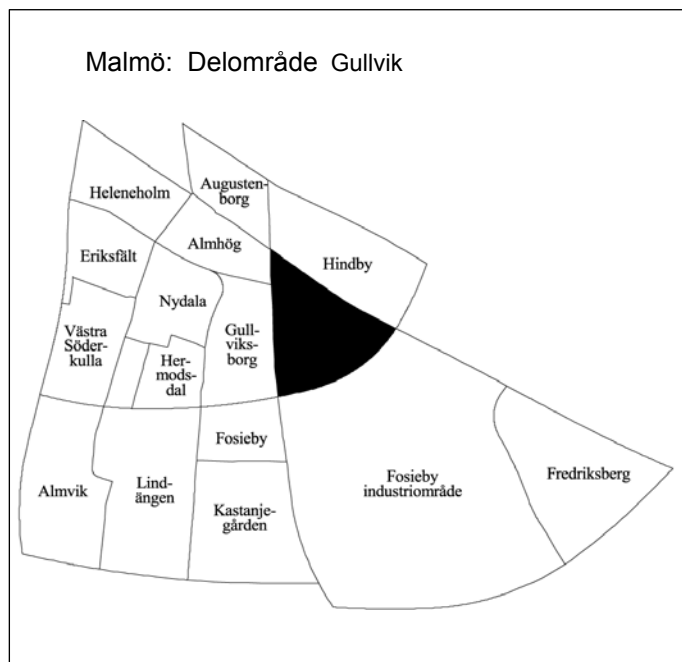 Malmö: Delområde Gullvik
Augusten-
borg
Heleneholm
Almhög
Eriksfält
Hindby
Nydala
Västra
Söder-
kulla
Gull-
viks-
borg
Her-
mods-
dal
Fosieby
Almvik
Lind-
ängen
Kastanje-
gården
Fosieby
industriområde
Fredriksberg